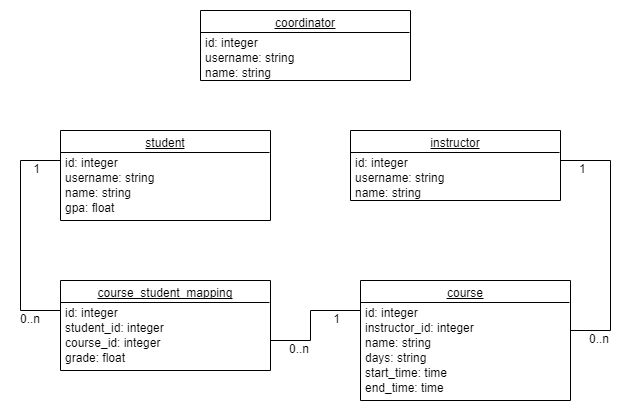 coordinator
id: integer
username: string
name: string
student
id: integer
username: string
name: string
gpa: float
1
instructor
id: integer
username: string
name: string
1
course_student_mapping
id: integer
student_id: integer
course_id: integer
grade: float
0..n
0..n
course
id: integer
instructor_id: integer
name: string
days: string
start_time: time
end_time: time
1
0..n